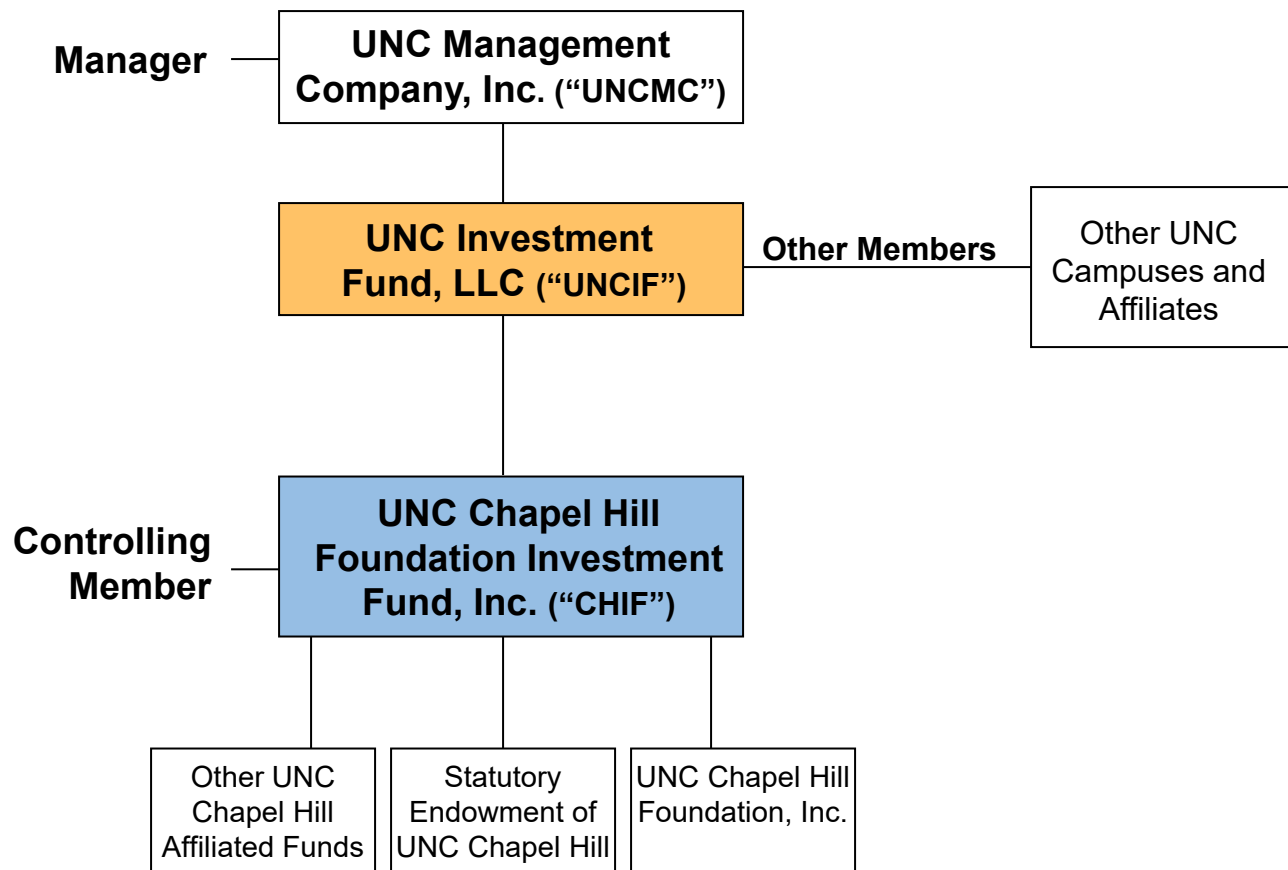 Manager
UNC Management
Company, Inc. (“UNCMC”)
UNC Investment
Fund, LLC (“UNCIF”)
Other Members
Other UNC
Campuses and
Affiliates
Controlling
Member
UNC Chapel Hill
Foundation Investment
Fund, Inc. (“CHIF”)
Other UNC
Chapel Hill
Affiliated Funds
Statutory
Endowment of
UNC Chapel Hill
UNC Chapel Hill
Foundation, Inc.